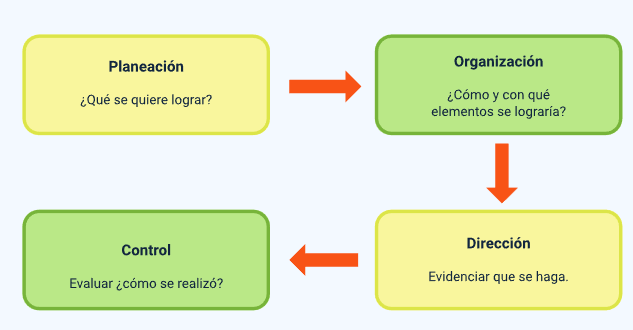 Planeación
¿Qué se quiere lograr?
Organización
¿Cómo y con qué
elementos se lograría?
Dirección
Evidenciar que se haga.
Control
Evaluar ¿cómo se realizó?